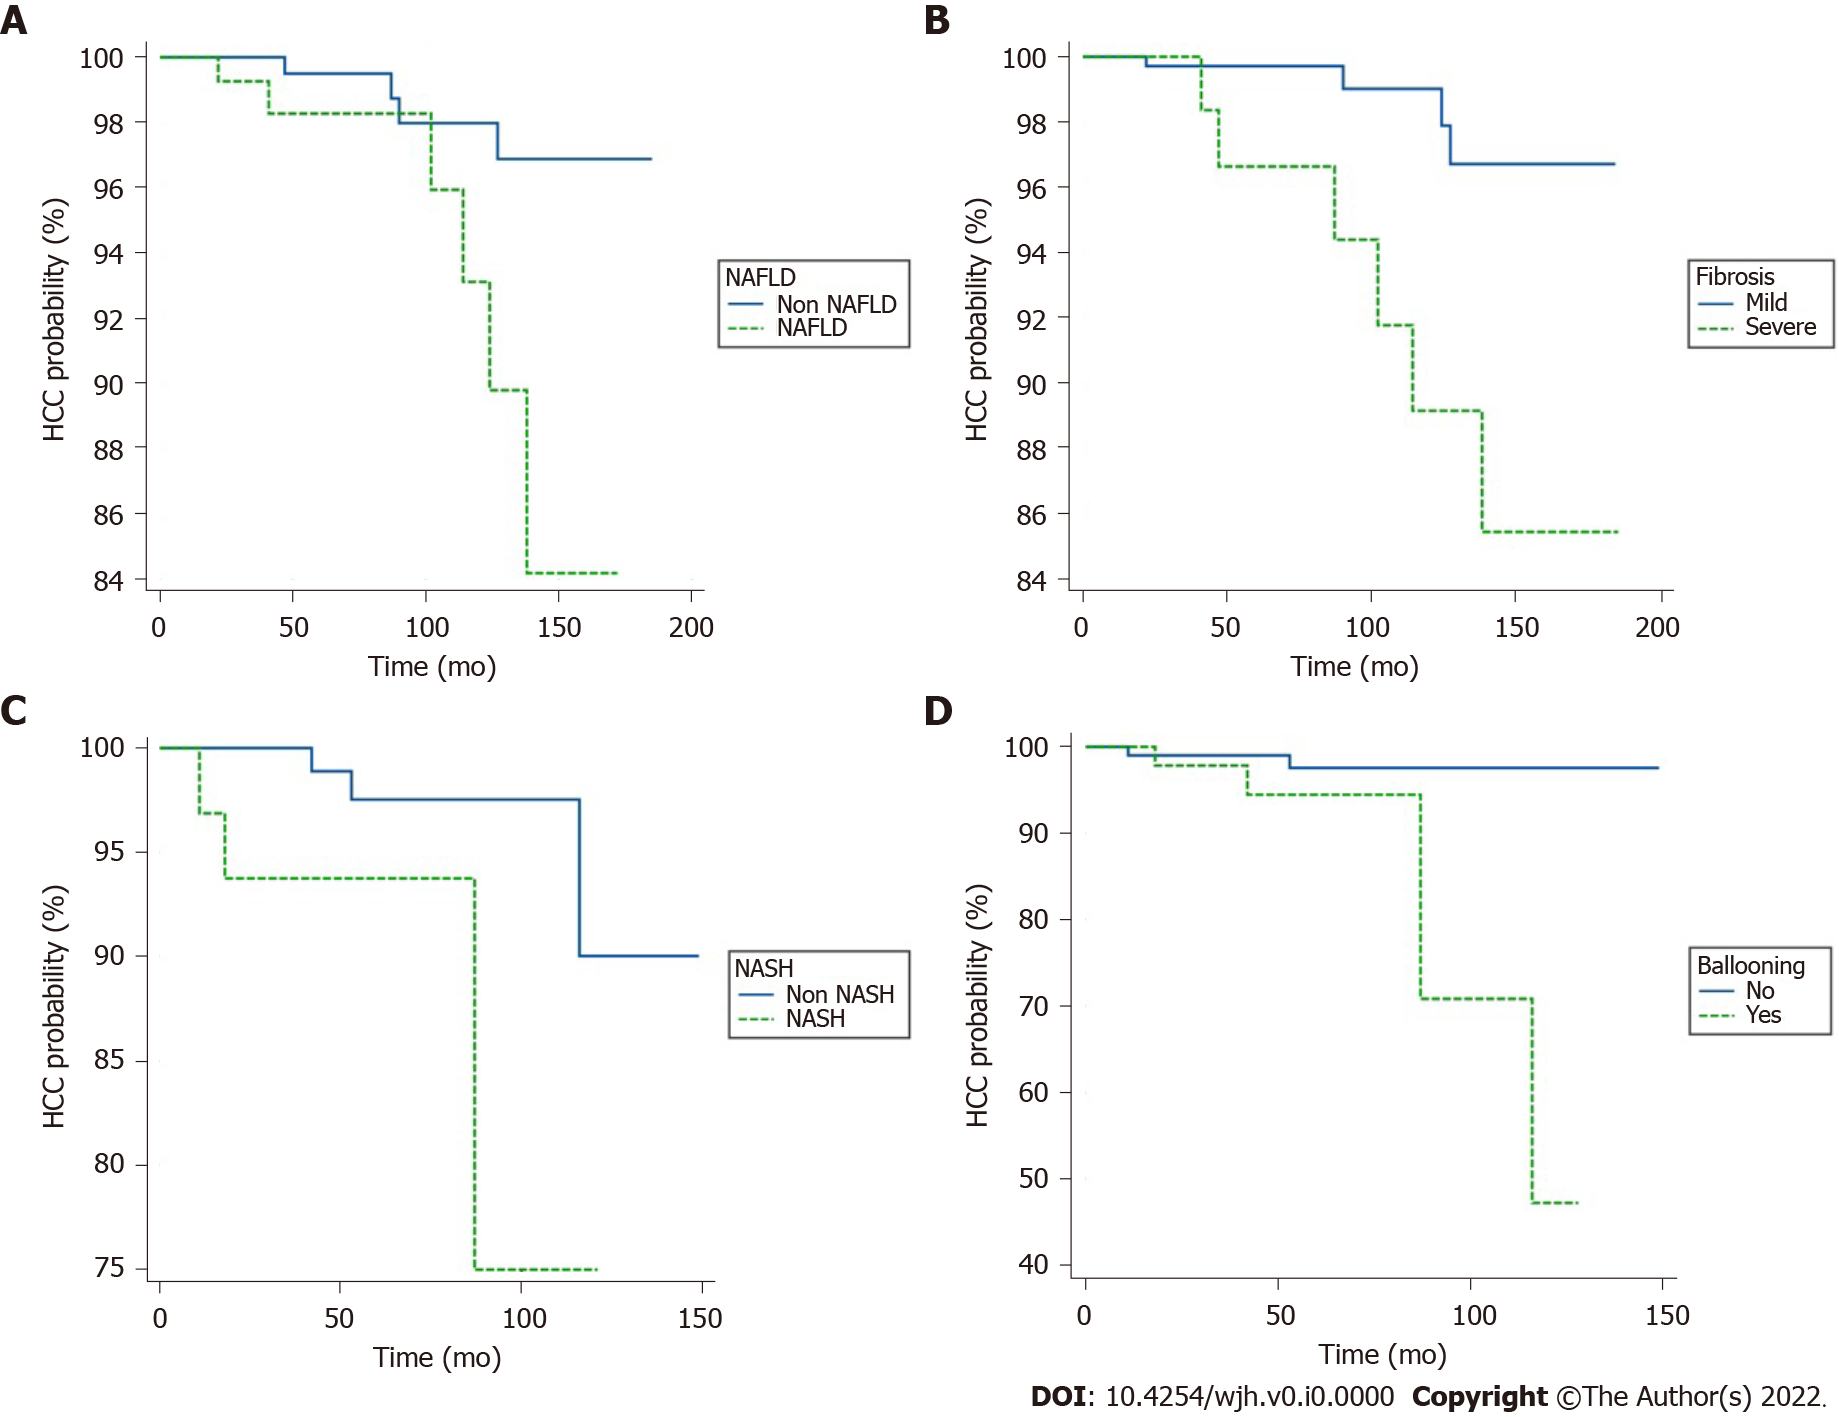 A
100
98
96
94
92
90
88
86
84
HCC probability (%)
0 50 100 150 200
Time (mo)
NAFLD
Non NAFLD
NAFLD
B
100
98
96
94
92
90
88
86
84
HCC probability (%)
0 50 100 150 200
Time (mo)
Fibrosis
Mild
Severe
C
100
95
90
85
80
75
HCC probability (%)
0 50 100 150
Time (mo)
NASH
Non NASH
NASH
D
100
90
80
70
60
50
40
HCC probability (%)
0 50 100 150
Time (mo)
Ballooning
No
Yes
DOI: 10.4254/wjh.v0.i0.0000 Copyright ©The Author(s) 2022.